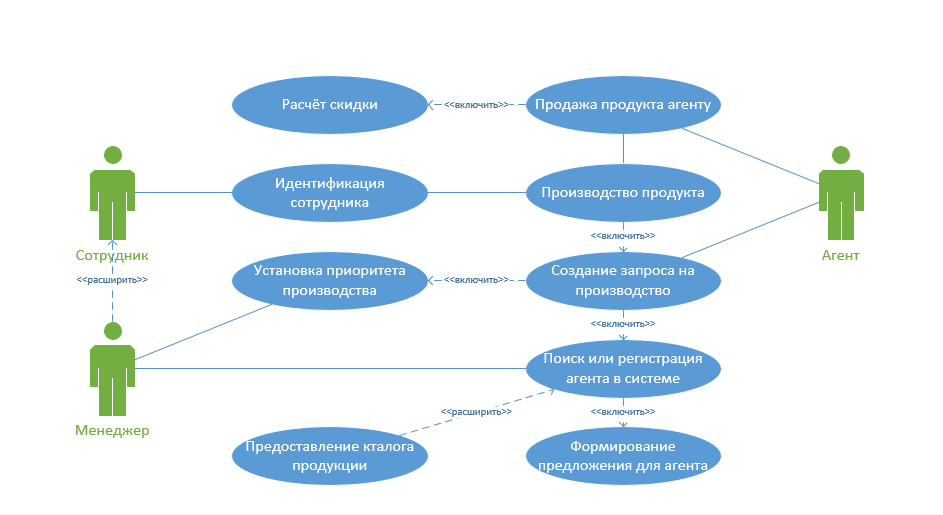 Расчёт скидки
<<включить>>
Продажа продукта агенту
Идентификация
сотрудника
Производство продукта
<<включить>>
Сотрудник
Агент
<<расширить>>
Установка приоритета
производства
<<включить>>
Создание запроса на
производство
<<включить>>
Поиск или регистрация
агента в системе
<<расширить>>
<<включить>>
Менеджер
Предоставление кталога
продукции
Формирование
предложения для агента